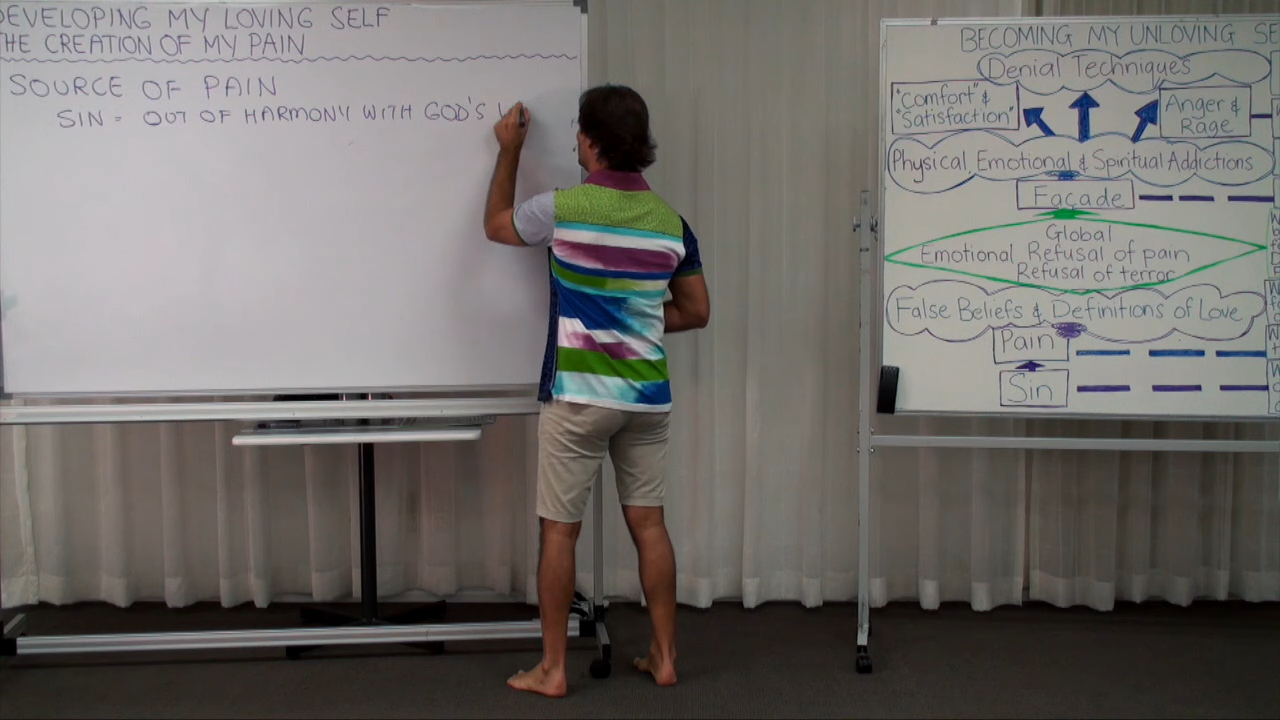 EVELOPING MY LOVING SELF
HE CREATION OF MY PAIN
SOURCE OF PAIN
SIN = OUT OF HARMONY WITH GOD'S
BECOMING MY UNLOVING SE
Denial Techniques
"Comfort" &
"Satisfaction"
Anger &
Rage
Physical, Emotional & Spiritual Addictions
Façade
Global
Emotional Refusal of pain
Refusal of terror
False Beliefs & Definitions of Love
Pain
Sin